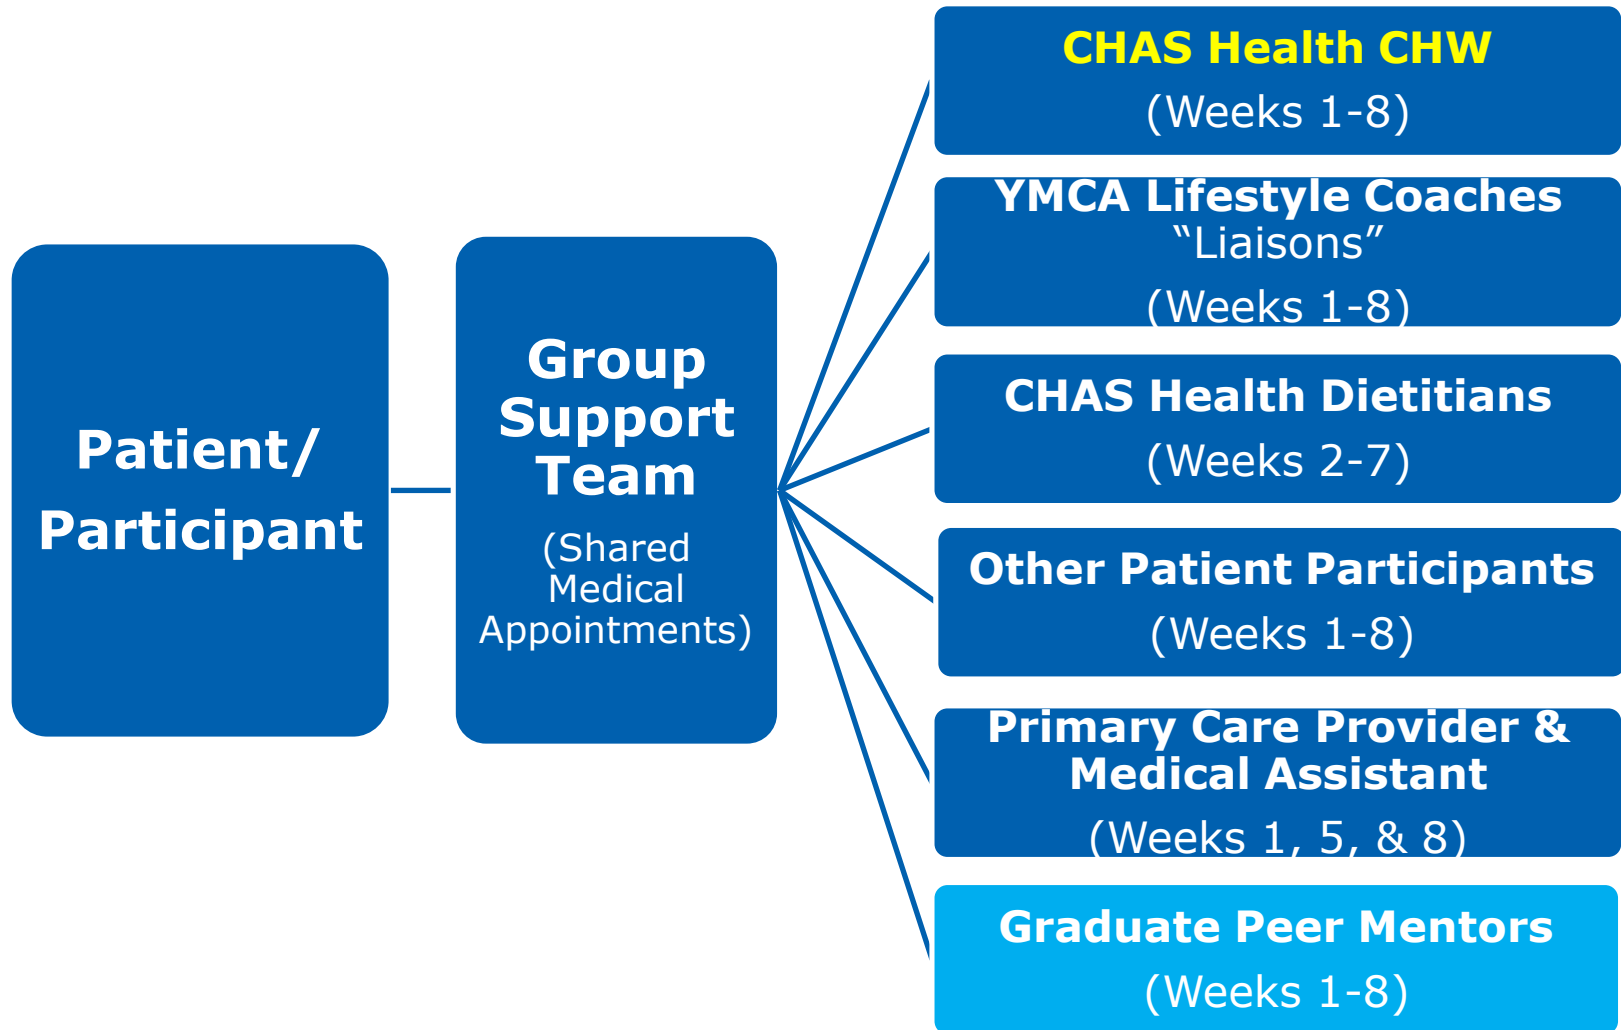 Patient/
Participant
Group
Support
Team
(Shared
Medical
Appointments)
CHAS Health CHW
(Weeks 1-8)
YMCA Lifestyle Coaches
“Liaisons”
(Weeks 1-8)
CHAS Health Dietitians
(Weeks 2-7)
Other Patient Participants
(Weeks 1-8)
Primary Care Provider &
Medical Assistant
(Weeks 1, 5, & 8)
Graduate Peer Mentors
(Weeks 1-8)